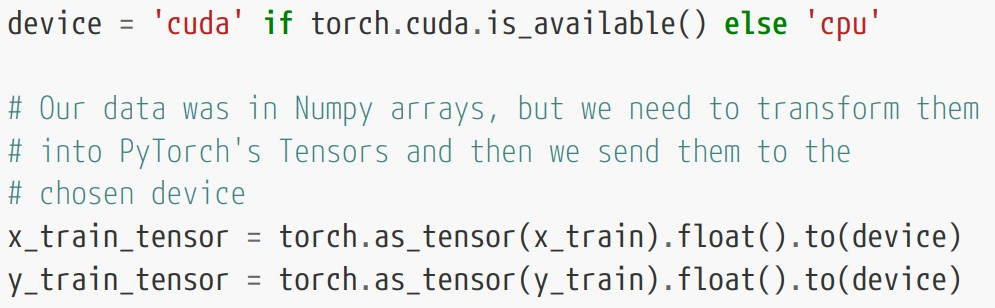 device = 'cuda' if torch.cuda.is_available() else 'cpu'
# Our data was in Numpy arrays, but we need to transform them
# into PyTorch's Tensors and then we send them to the
# chosen device
x_train_tensor = torch.as_tensor(x_train).float().to(device)
y_train_tensor = torch.as_tensor(y_train).float().to(device)